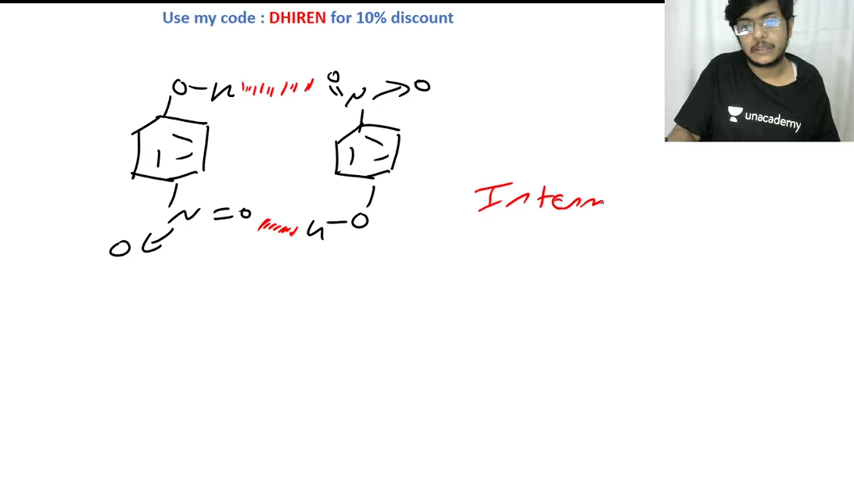 Use my code : DHIREN for 10% discount
unacademy
O-H O
N→O
N=O H-O
O
Interm